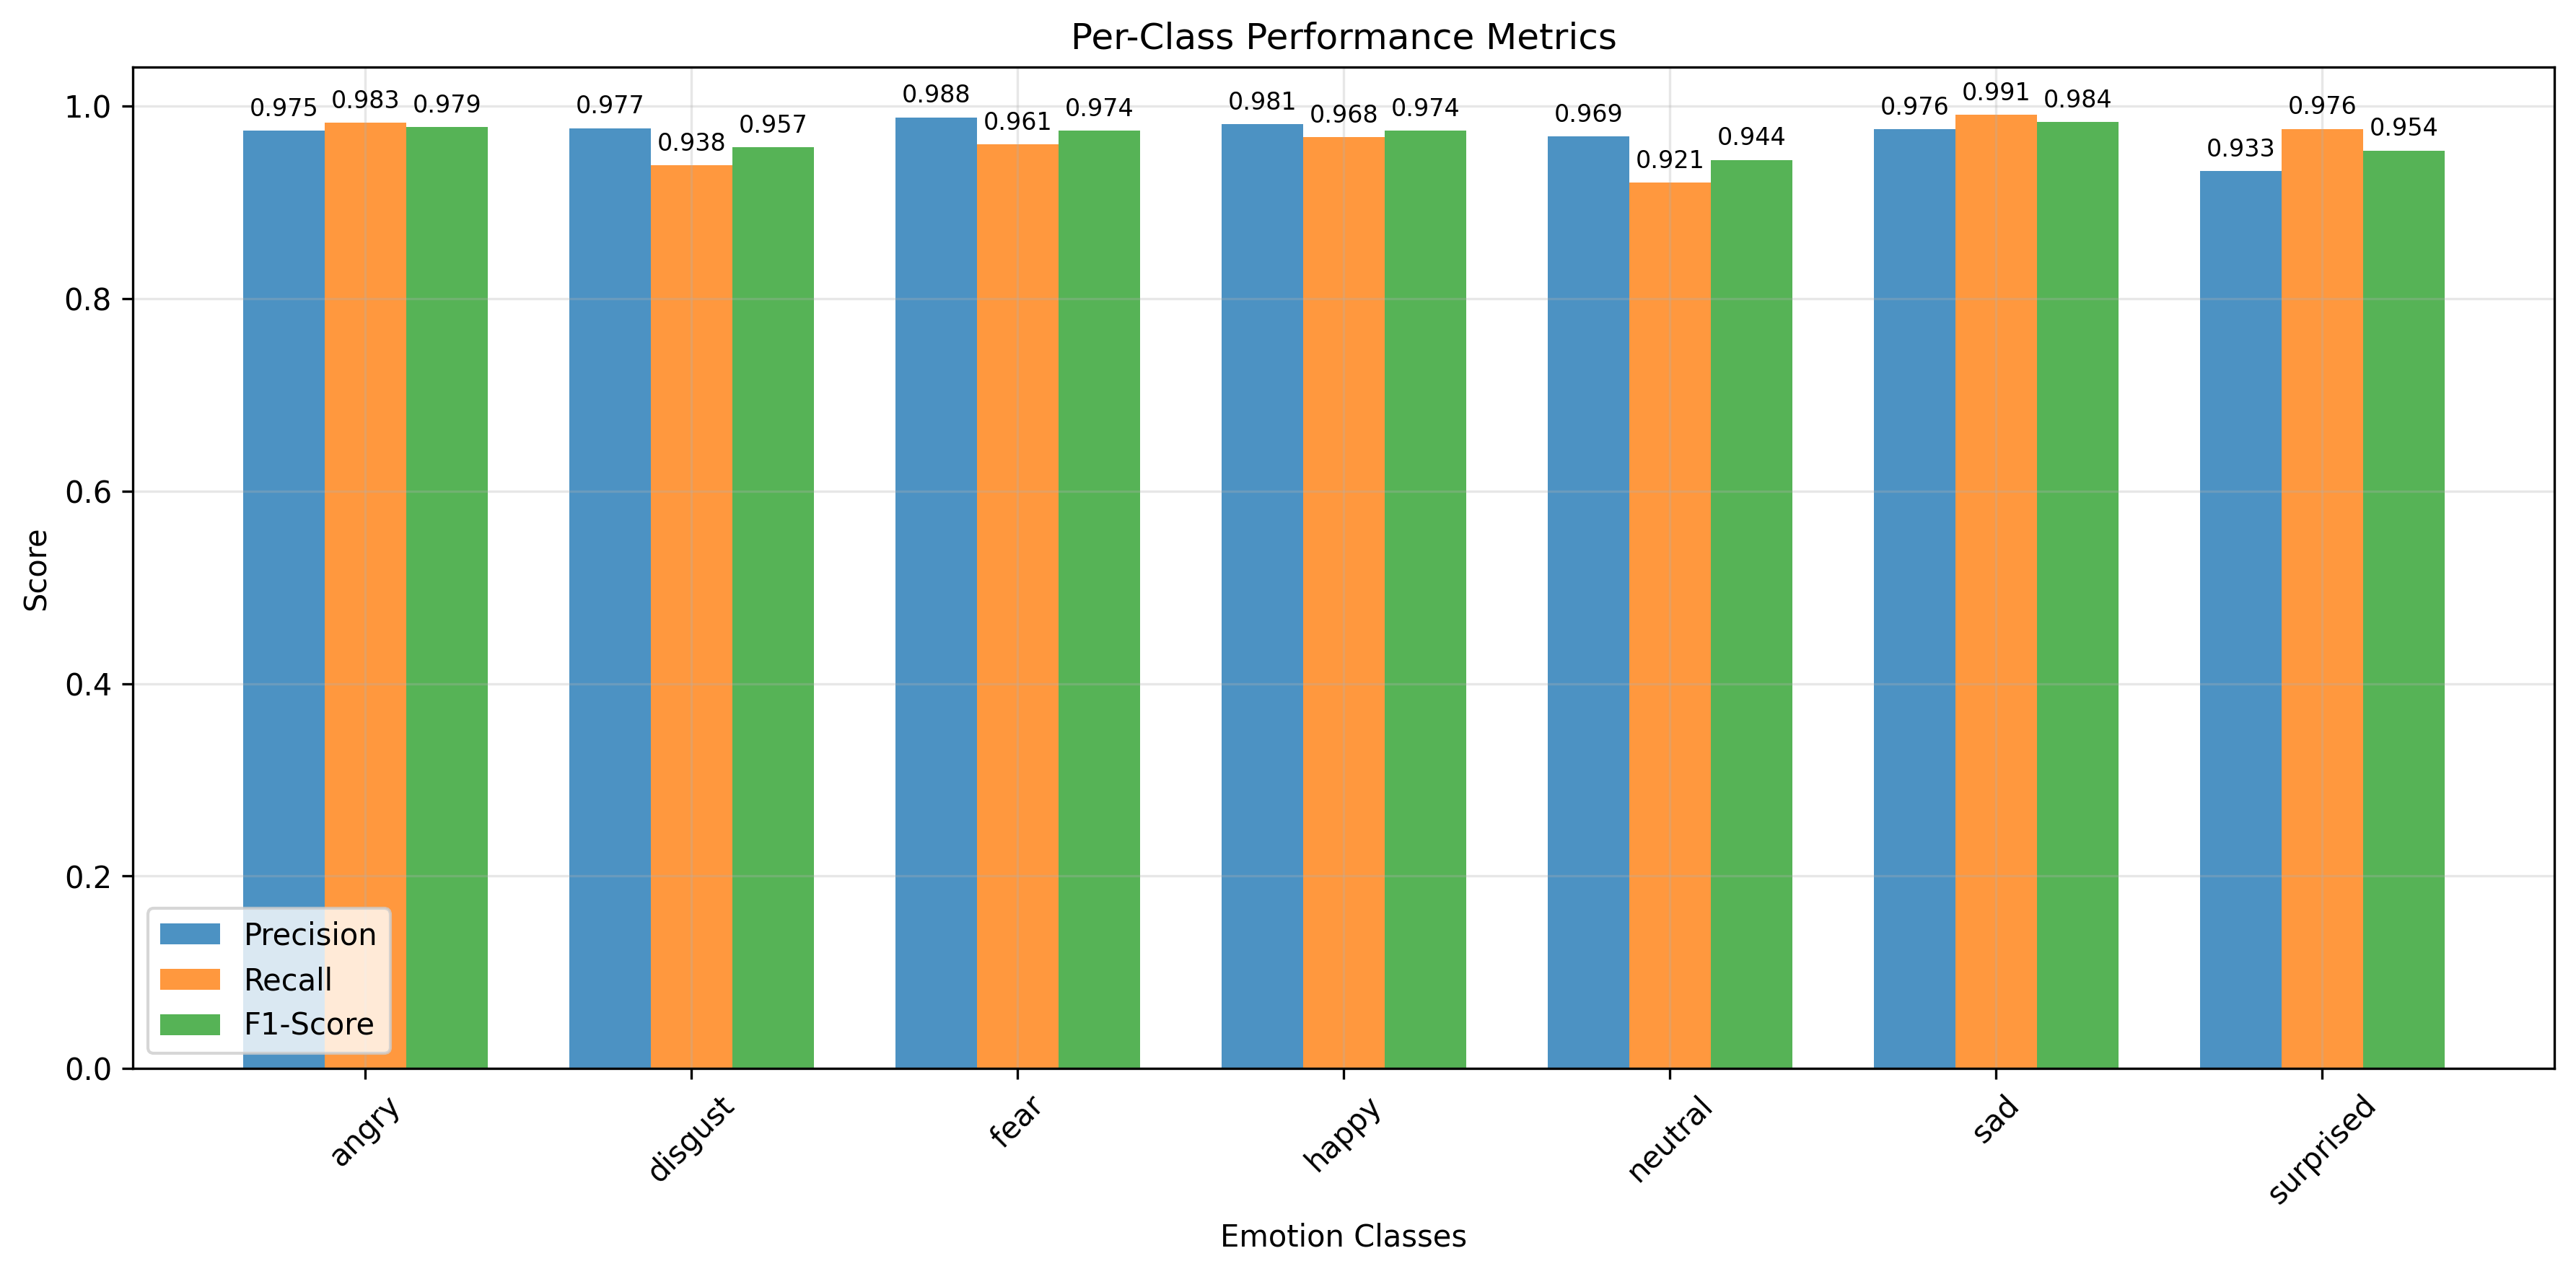 Per-Class Performance Metrics
0.975 0.983 0.979 0.977 0.938 0.957 0.988 0.961 0.974 0.981 0.968 0.974 0.969 0.921 0.944 0.976 0.991 0.984 0.933 0.976 0.954
1.0
0.8
0.6
0.4
0.2
0.0
Score
Precision
Recall
F1-Score
angry disgust fear happy neutral sad surprised
Emotion Classes